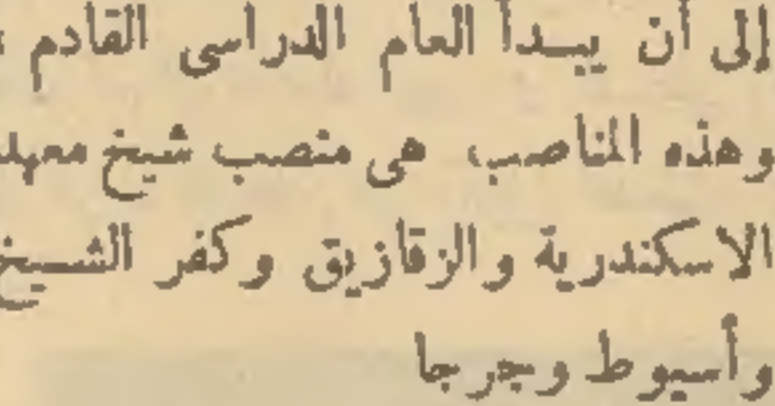 إلى أن يبدأ العام الدراسى القادم ،
وهذه المناصب هى منصب شيخ معهد
الاسكندرية والزقازيق وكفر الشيخ
وأسيوط وجرجا